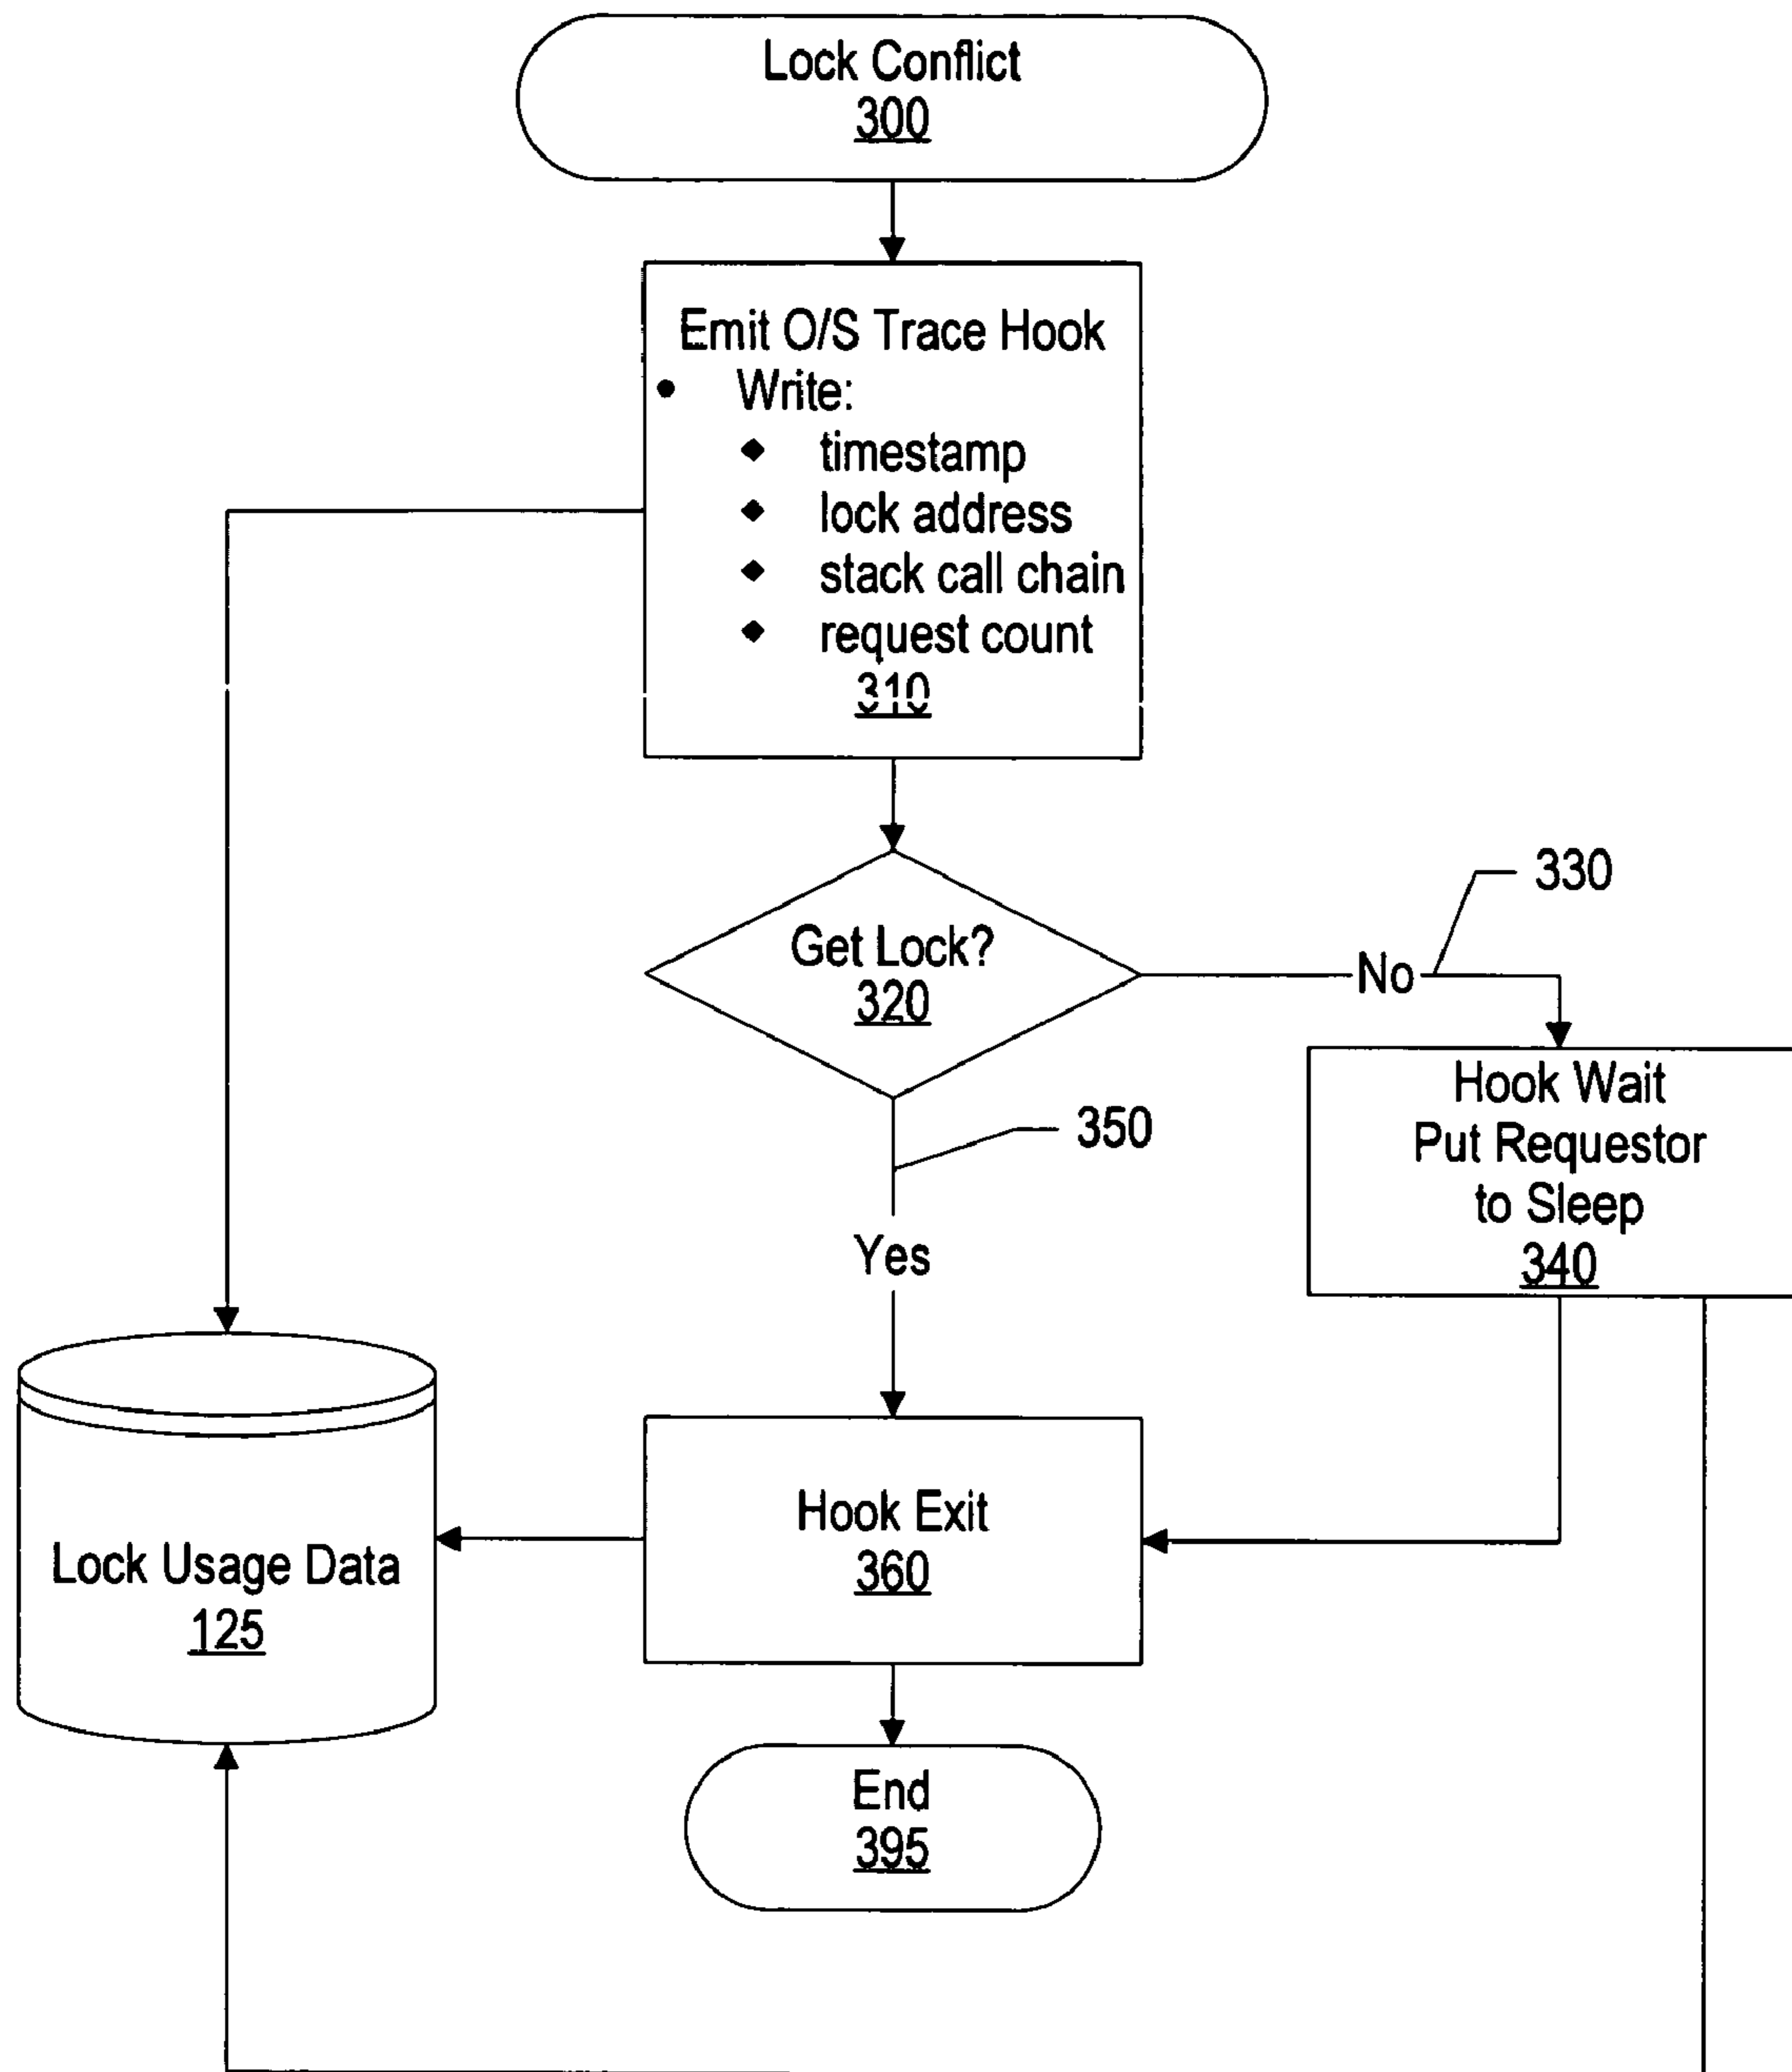 Lock Conflict
300
Emit O/S Trace Hook
• Write:
◆ timestamp
◆ lock address
◆ stack call chain
◆ request count
310
330
Get Lock?
320
No
Hook Wait
Put Requestor
to Sleep
340
350
Yes
Hook Exit
360
Lock Usage Data
125
End
395